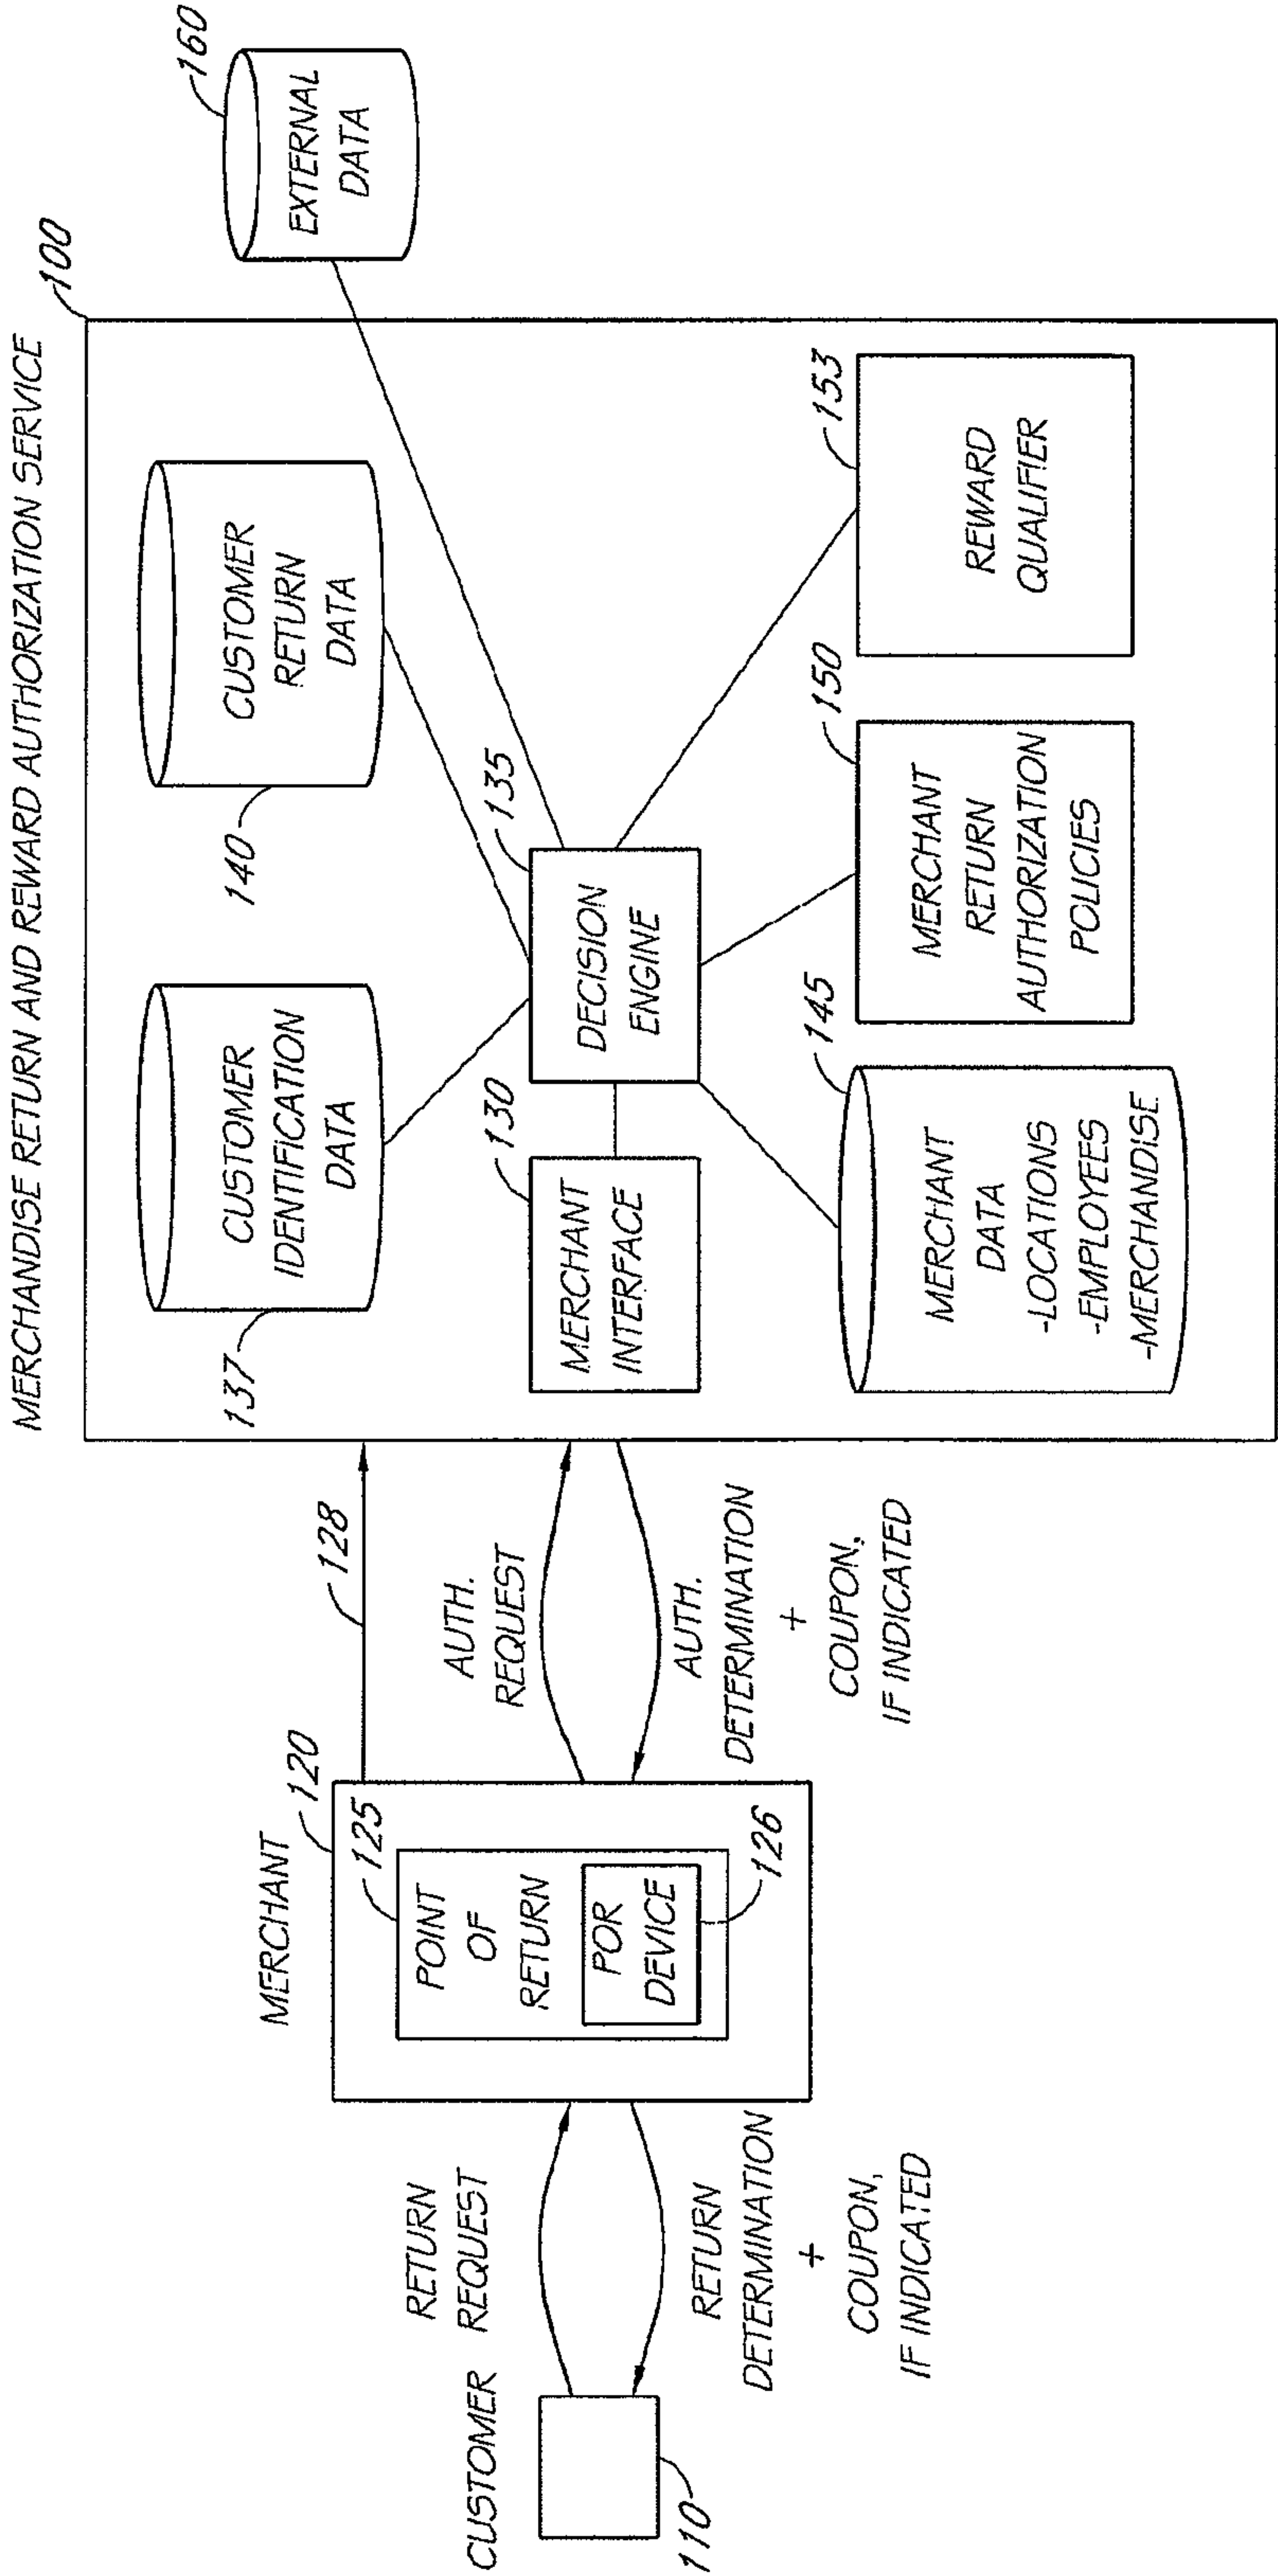 MERCHANDISE RETURN AND REWARD AUTHORIZATION SERVICE
100
160
EXTERNAL
DATA
137
CUSTOMER
IDENTIFICATION
DATA
140
CUSTOMER
RETURN
DATA
130
MERCHANT
INTERFACE
135
DECISION
ENGINE
145
MERCHANT
DATA
-LOCATIONS
-EMPLOYEES
-MERCHANDISE
150
MERCHANT
RETURN
AUTHORIZATION
POLICIES
153
REWARD
QUALIFIER
128
AUTH.
REQUEST
AUTH.
DETERMINATION
+
COUPON,
IF INDICATED
MERCHANT
120
125
POINT
OF
RETURN
POR
DEVICE
126
RETURN
REQUEST
RETURN
DETERMINATION
+
COUPON,
IF INDICATED
CUSTOMER
110